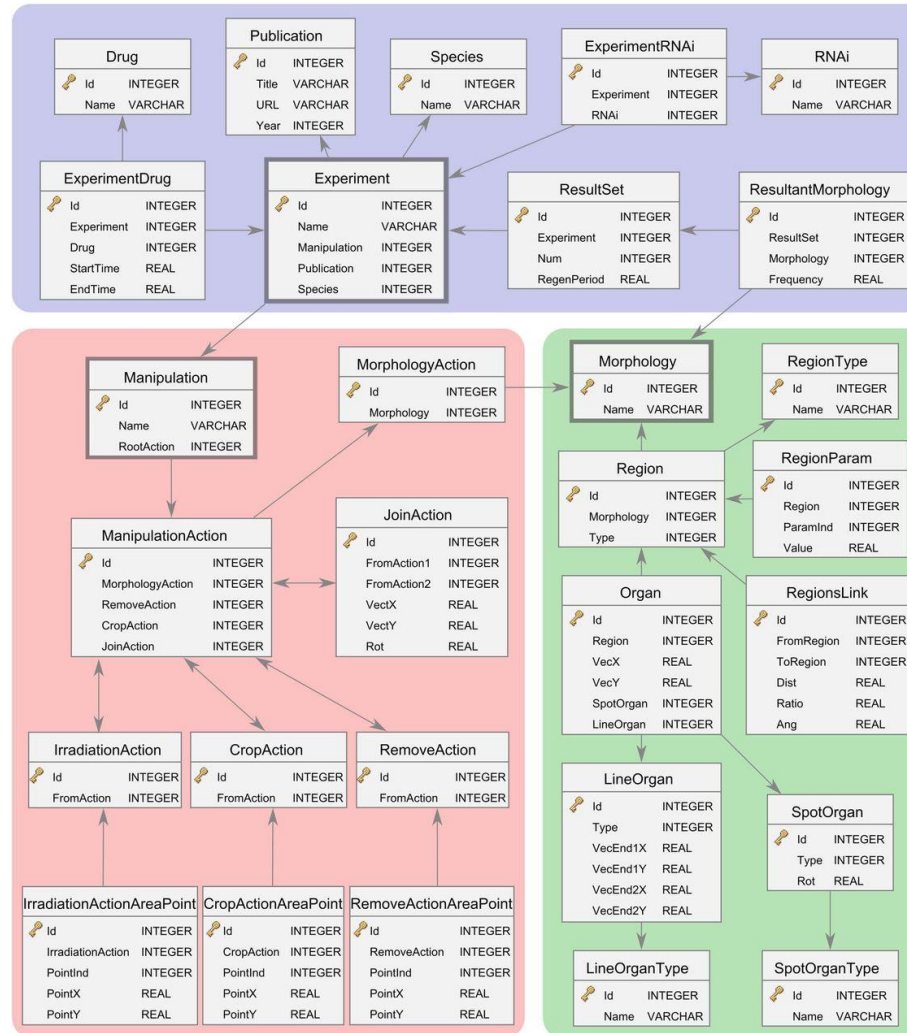 Drug
Id INTEGER
Name VARCHAR
Publication
Id INTEGER
Title VARCHAR
URL VARCHAR
Year INTEGER
Species
Id INTEGER
Name VARCHAR
ExperimentRNAi
Id INTEGER
Experiment INTEGER
RNAi INTEGER
RNAi
Id INTEGER
Name VARCHAR
ExperimentDrug
Id INTEGER
Experiment INTEGER
Drug INTEGER
StartTime REAL
EndTime REAL
Experiment
Id INTEGER
Name VARCHAR
Manipulation INTEGER
Publication INTEGER
Species INTEGER
ResultSet
Id INTEGER
Experiment INTEGER
Num INTEGER
RegenPeriod REAL
ResultantMorphology
Id INTEGER
ResultSet INTEGER
Morphology INTEGER
Frequency REAL
Manipulation
Id INTEGER
Name VARCHAR
RootAction INTEGER
MorphologyAction
Id INTEGER
Morphology INTEGER
ManipulationAction
Id INTEGER
MorphologyAction INTEGER
RemoveAction INTEGER
CropAction INTEGER
JoinAction INTEGER
JoinAction
Id INTEGER
FromAction1 INTEGER
FromAction2 INTEGER
VectX REAL
VectY REAL
Rot REAL
IrradiationAction
Id INTEGER
FromAction INTEGER
CropAction
Id INTEGER
FromAction INTEGER
RemoveAction
Id INTEGER
FromAction INTEGER
IrradiationActionAreaPoint
Id INTEGER
IrradiationAction INTEGER
PointInd INTEGER
PointX REAL
PointY REAL
CropActionAreaPoint
Id INTEGER
CropAction INTEGER
PointInd INTEGER
PointX REAL
PointY REAL
RemoveActionAreaPoint
Id INTEGER
RemoveAction INTEGER
PointInd INTEGER
PointX REAL
PointY REAL
Morphology
Id INTEGER
Name VARCHAR
RegionType
Id INTEGER
Name VARCHAR
Region
Id INTEGER
Morphology INTEGER
Type INTEGER
RegionParam
Id INTEGER
Region INTEGER
ParamInd INTEGER
Value REAL
Organ
Id INTEGER
Region INTEGER
VecX REAL
VecY REAL
SpotOrgan INTEGER
LineOrgan INTEGER
RegionsLink
Id INTEGER
FromRegion INTEGER
ToRegion INTEGER
Dist REAL
Ratio REAL
Ang REAL
LineOrgan
Id INTEGER
Type INTEGER
VecEnd1X REAL
VecEnd1Y REAL
VecEnd2X REAL
VecEnd2Y REAL
SpotOrgan
Id INTEGER
Type INTEGER
Rot REAL
LineOrganType
Id INTEGER
Name VARCHAR
SpotOrganType
Id INTEGER
Name VARCHAR